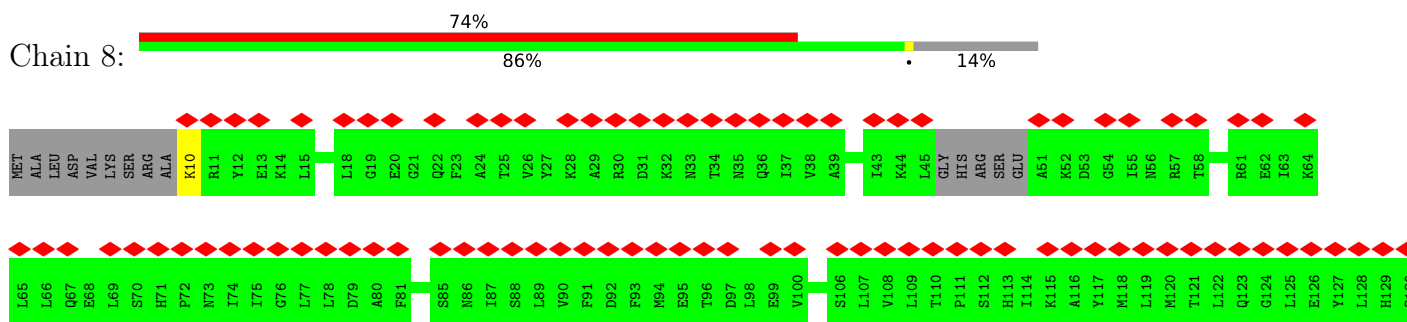 74%
Chain 8:
86% • 14%
MET ALA LEU ASP VAL LYS SER ARG ALA K10 R11 Y12 E13 K14 L15 L18 G19 E20 G21 Q22 F23 A24 T25 V26 Y27 K28 A29 R30 D31 K32 N33 T34 N35 Q36 I37 V38 A39 I43 K44 L45 GLY HIS ARG SER GLU A51 K52 D53 G54 I55 N56 R57 T58 R61 E62 I63 K64
L65 L66 Q67 E68 L69 S70 H71 P72 N73 I74 I75 G76 L77 L78 D79 A80 F81 S85 N86 I87 S88 L89 V90 F91 D92 F93 M94 E95 T96 D97 L98 E99 V100 S106 L107 V108 L109 T110 P111 S112 H113 I114 K115 A116 Y117 M118 L119 M120 T121 L122 Q123 G124 L125 E126 Y127 L128 H129